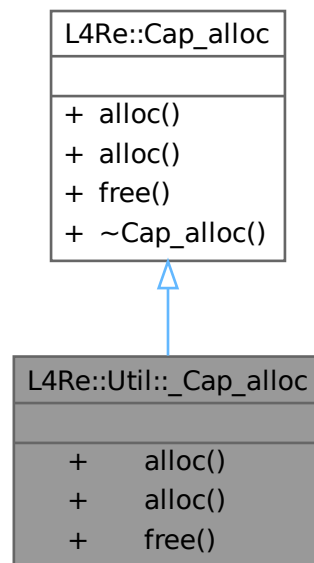 L4Re::Cap_alloc
+ alloc()
+ alloc()
+ free()
+ ~Cap_alloc()
L4Re::Util::_Cap_alloc
+ alloc()
+ alloc()
+ free()